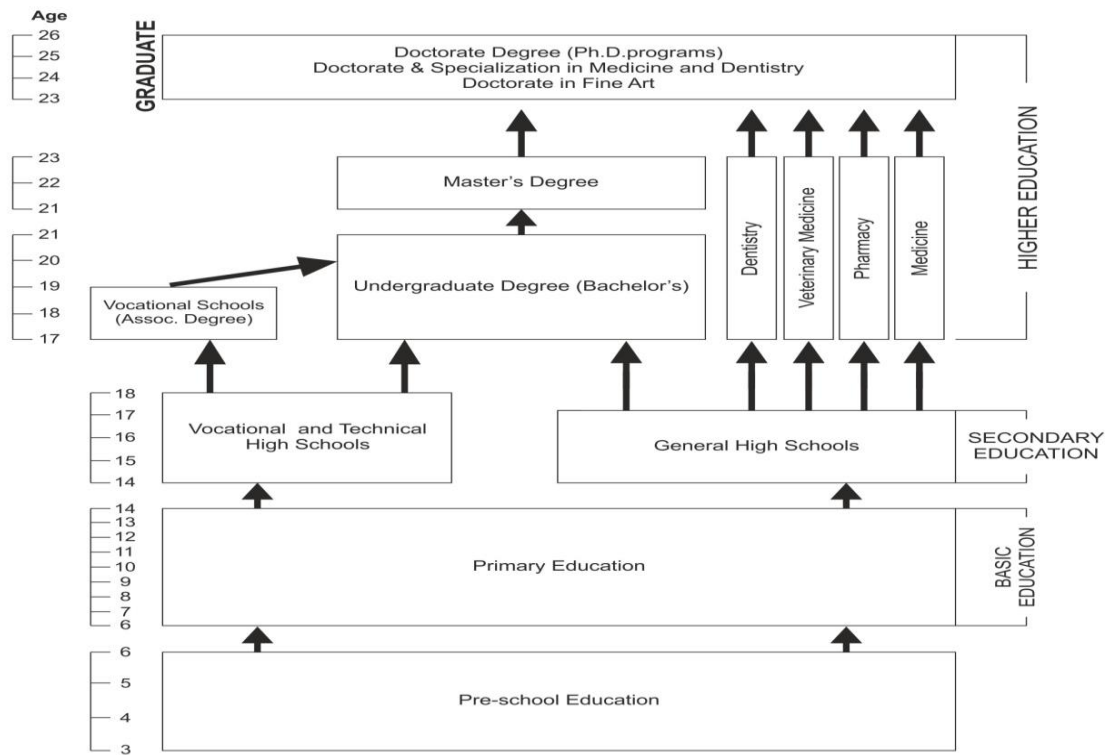 Age
26
25
24
23
GRADUATE
Doctorate Degree (Ph.D.programs)
Doctorate & Specialization in Medicine and Dentistry
Doctorate in Fine Art
HIGHER EDUCATION
23
22
21
Master's Degree
21
20
19
18
17
Undergraduate Degree (Bachelor's)
Vocational Schools
(Assoc. Degree)
Dentistry
Veterinary Medicine
Pharmacy
Medicine
18
17
16
15
14
Vocational and Technical
High Schools
General High Schools
SECONDARY
EDUCATION
14
13
12
11
10
9
8
7
6
Primary Education
BASIC
EDUCATION
6
5
4
3
Pre-school Education